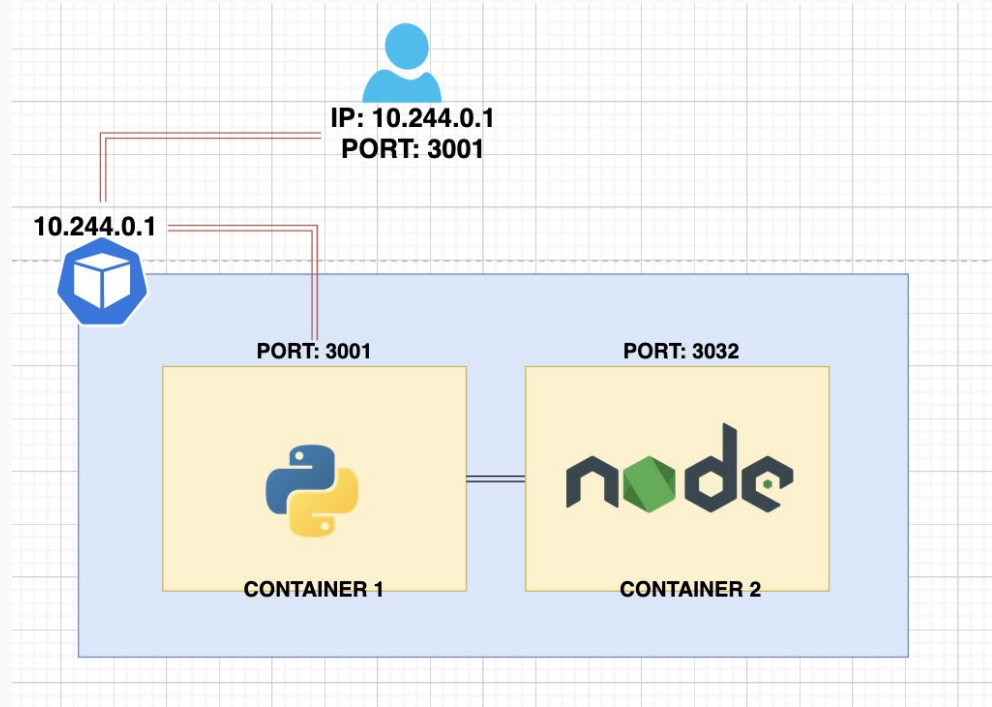 IP: 10.244.0.1
PORT: 3001
10.244.0.1
PORT: 3001
PORT: 3032
node
CONTAINER 1
CONTAINER 2